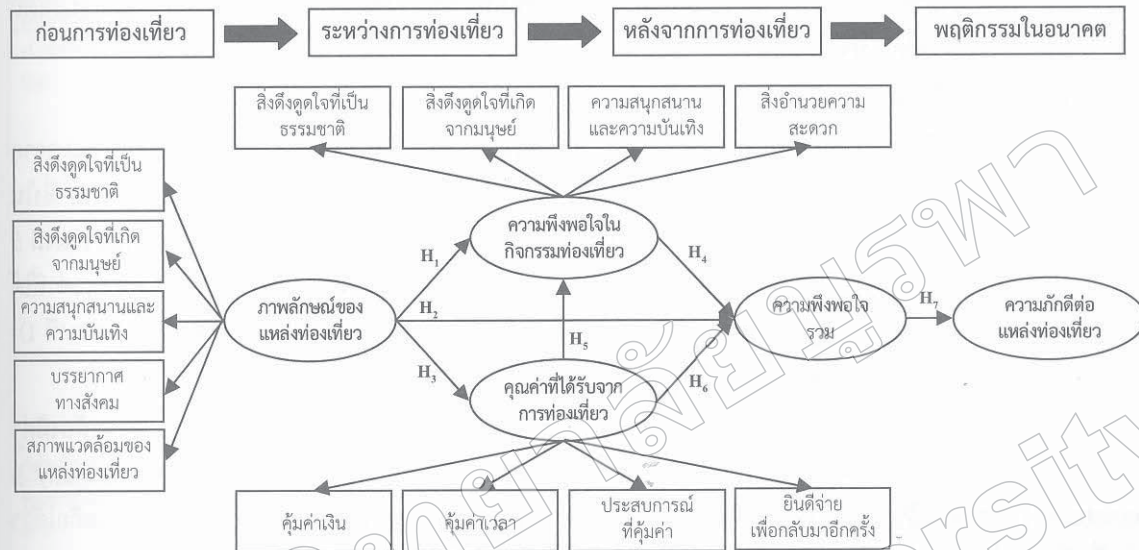 ก่อนการท่องเที่ยว
ระหว่างการท่องเที่ยว
หลังจากการท่องเที่ยว
พฤติกรรมในอนาคต
สิ่งดึงดูดใจที่เป็น
ธรรมชาติ
สิ่งดึงดูดใจที่เกิด
จากมนุษย์
ความสนุกสนาน
และความบันเทิง
สิ่งอำนวยความ
สะดวก
สิ่งดึงดูดใจที่เป็น
ธรรมชาติ
สิ่งดึงดูดใจที่เกิด
จากมนุษย์
ความสนุกสนานและ
ความบันเทิง
บรรยากาศ
ทางสังคม
สภาพแวดล้อมของ
แหล่งท่องเที่ยว
ภาพลักษณ์ของ
แหล่งท่องเที่ยว
ความพึงพอใจใน
กิจกรรมท่องเที่ยว
คุณค่าที่ได้รับจาก
การท่องเที่ยว
ความพึงพอใจ
รวม
ความภักดีต่อ
แหล่งท่องเที่ยว
H1
H2
H3
H4
H5
H6
H7
คุ้มค่าเงิน
คุ้มค่าเวลา
ประสบการณ์
ที่คุ้มค่า
ยินดีจ่าย
เพื่อกลับมาอีกครั้ง